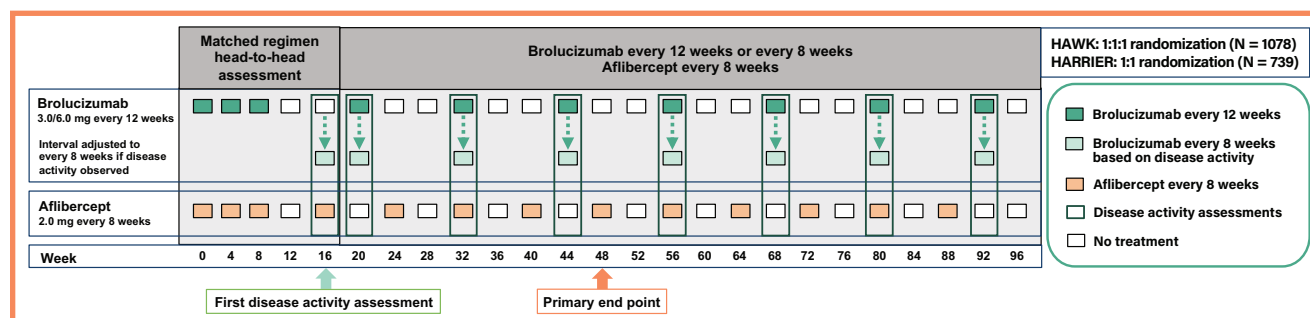 Matched regimen
head-to-head
assessment
Brolucizumab every 12 weeks or every 8 weeks
Aflibercept every 8 weeks
HAWK: 1:1:1 randomization (N = 1078)
HARRIER: 1:1 randomization (N = 739)
Brolucizumab
3.0/6.0 mg every 12 weeks
Interval adjusted to
every 8 weeks if disease
activity observed
Aflibercept
2.0 mg every 8 weeks
Week 0 4 8 12 16 20 24 28 32 36 40 44 48 52 56 60 64 68 72 76 80 84 88 92 96
First disease activity assessment
Primary end point
Brolucizumab every 12 weeks
Brolucizumab every 8 weeks
based on disease activity
Aflibercept every 8 weeks
Disease activity assessments
No treatment